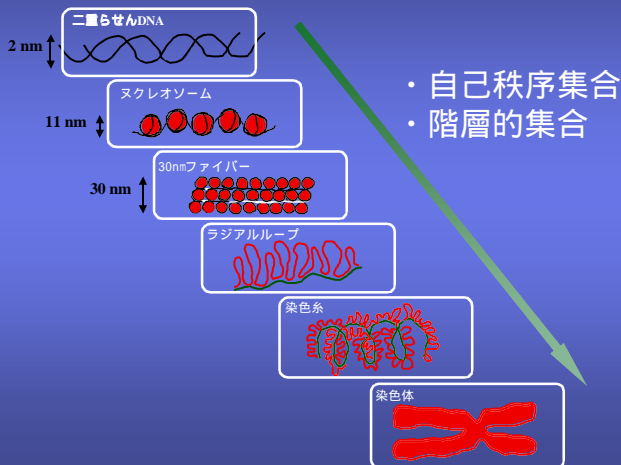 二重らせんDNA
2 nm
ヌクレオソーム
11 nm
30nmファイバー
30 nm
ラジアルループ
染色糸
染色体
・自己秩序集合
・階層的集合